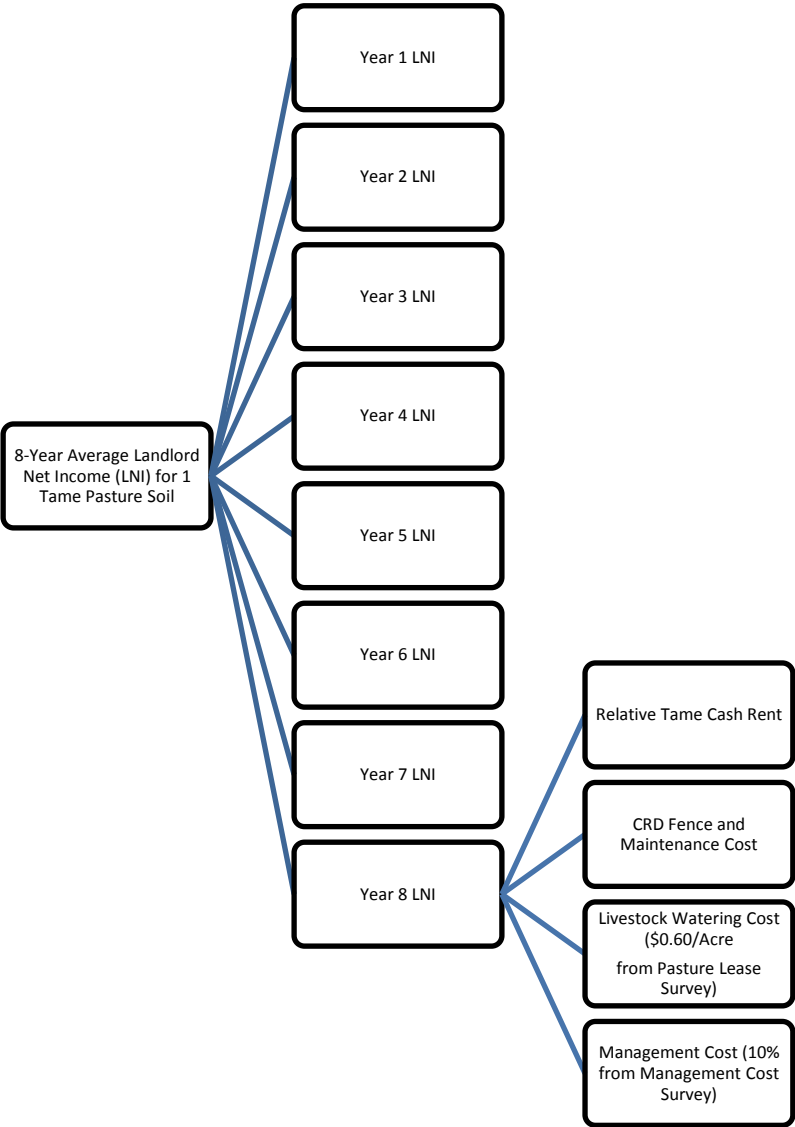 Year 1 LNI
Year 2 LNI
Year 3 LNI
Year 4 LNI
8-Year Average Landlord
Net Income (LNI) for 1
Tame Pasture Soil
Year 5 LNI
Year 6 LNI
Year 7 LNI
Year 8 LNI
Relative Tame Cash Rent
CRD Fence and
Maintenance Cost
Livestock Watering Cost
($0.60/Acre
from Pasture Lease
Survey)
Management Cost (10%
from Management Cost
Survey)